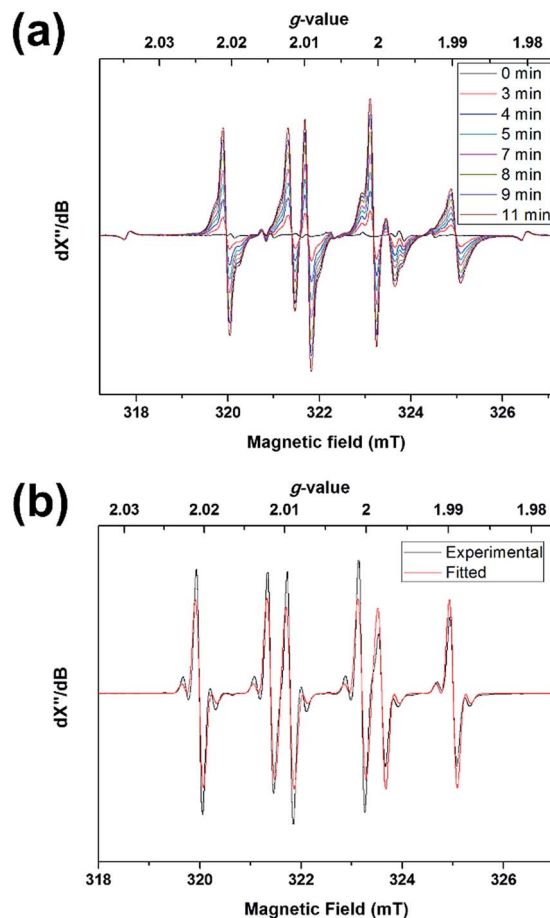 (a)
g-value
2.03 2.02 2.01 2 1.99 1.98
0 min
3 min
4 min
5 min
7 min
8 min
9 min
11 min
dX"/dB
318 320 322 324 326
Magnetic field (mT)
(b)
g-value
2.03 2.02 2.01 2 1.99 1.98
Experimental
Fitted
dX"/dB
318 320 322 324 326
Magnetic Field (mT)